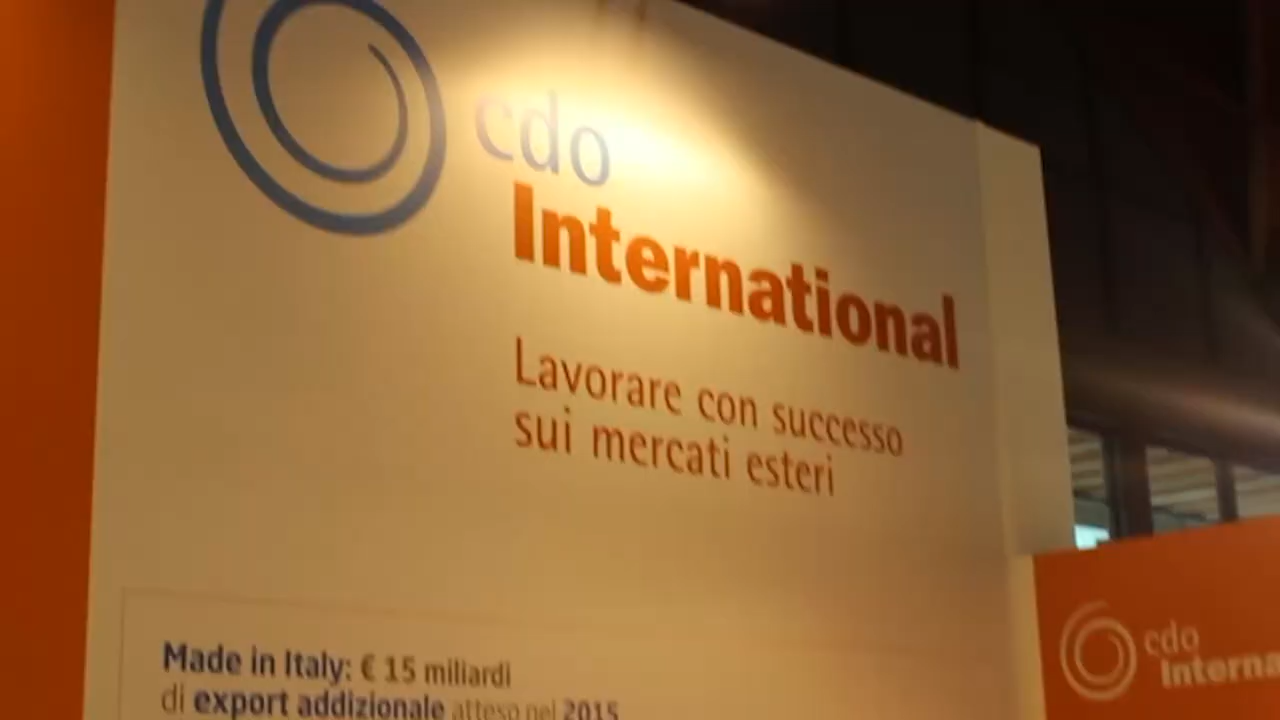 cdo
International
Lavorare con successo
sui mercati esteri
Made in Italy: € 15 miliardi
di export addizionale atteso nel 2015
cdo
Interna